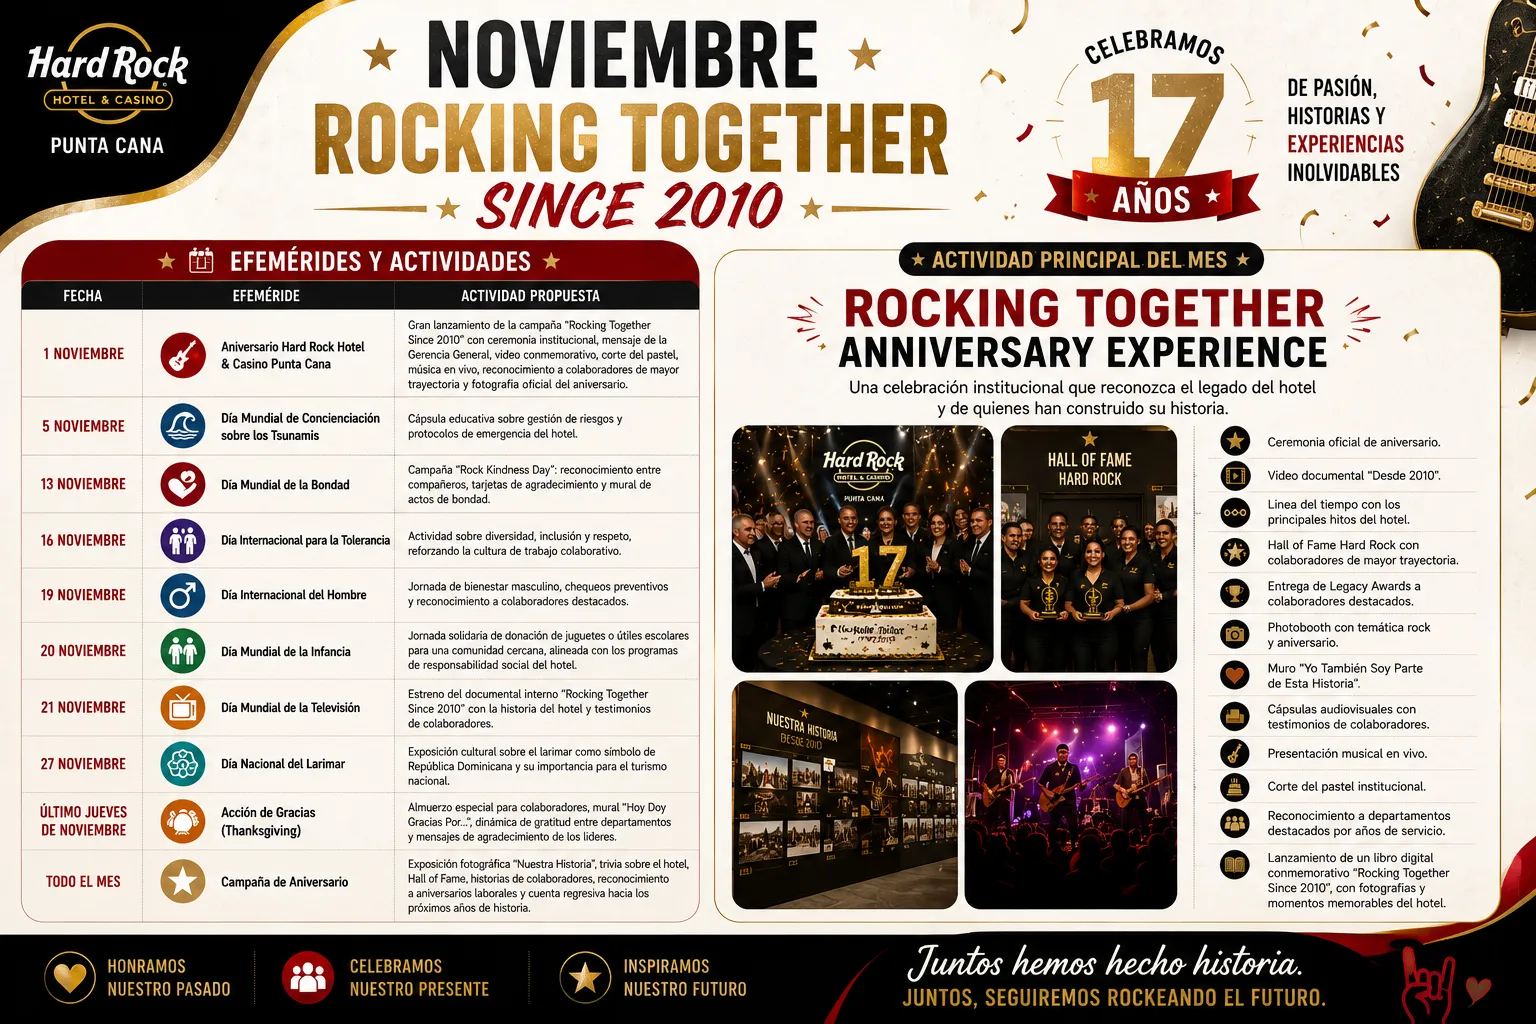 Hard Rock
HOTEL & CASINO
PUNTA CANA
NOVIEMBRE
ROCKING TOGETHER
SINCE 2010
CELEBRAMOS
17
AÑOS
DE PASIÓN,
HISTORIAS Y
EXPERIENCIAS
INOLVIDABLES
EFEMÉRIDES Y ACTIVIDADES
FECHA
EFEMÉRIDE
ACTIVIDAD PROPUESTA
1 NOVIEMBRE
Aniversario Hard Rock Hotel
& Casino Punta Cana
Gran lanzamiento de la campaña "Rocking Together
Since 2010" con ceremonia institucional, mensaje de la
Gerencia General, video conmemorativo, corte del pastel,
música en vivo, reconocimiento a colaboradores de mayor
trayectoria y fotografía oficial del aniversario.
5 NOVIEMBRE
Día Mundial de Concienciación
sobre los Tsunamis
Cápsula educativa sobre gestión de riesgos y
protocolos de emergencia del hotel.
13 NOVIEMBRE
Día Mundial de la Bondad
Campaña "Rock Kindness Day": reconocimiento entre
compañeros, tarjetas de agradecimiento y mural de
actos de bondad.
16 NOVIEMBRE
Día Internacional para la Tolerancia
Actividad sobre diversidad, inclusión y respeto,
reforzando la cultura de trabajo colaborativo.
19 NOVIEMBRE
Día Internacional del Hombre
Jornada de bienestar masculino, chequeos preventivos
y reconocimiento a colaboradores destacados.
20 NOVIEMBRE
Día Mundial de la Infancia
Jornada solidaria de donación de juguetes o útiles escolares
para una comunidad cercana, alineada con los programas
de responsabilidad social del hotel.
21 NOVIEMBRE
Día Mundial de la Televisión
Estreno del documental interno "Rocking Together
Since 2010" con la historia del hotel y testimonios
de colaboradores.
27 NOVIEMBRE
Día Nacional del Larimar
Exposición cultural sobre el larimar como símbolo de
República Dominicana y su importancia para el turismo
nacional.
ÚLTIMO JUEVES
DE NOVIEMBRE
Acción de Gracias
(Thanksgiving)
Almuerzo especial para colaboradores, mural "Hoy Doy
Gracias Por...", dinámica de gratitud entre departamentos
y mensajes de agradecimiento de los líderes.
TODO EL MES
Campaña de Aniversario
Exposición fotográfica "Nuestra Historia", trivia sobre el hotel,
Hall of Fame, historias de colaboradores, reconocimiento
a aniversarios laborales y cuenta regresiva hacia los
próximos años de historia.
ACTIVIDAD PRINCIPAL DEL MES
ROCKING TOGETHER
ANNIVERSARY EXPERIENCE
Una celebración institucional que reconozca el legado del hotel
y de quienes han construido su historia.
Hard Rock
HOTEL & CASINO
PUNTA CANA
17
HALL OF FAME
HARD ROCK
NUESTRA HISTORIA
DESDE 2010
Ceremonia oficial de aniversario.
Video documental "Desde 2010".
Linea del tiempo con los
principales hitos del hotel.
Hall of Fame Hard Rock con
colaboradores de mayor trayectoria.
Entrega de Legacy Awards a
colaboradores destacados.
Photobooth con temática rock
y aniversario.
Muro "Yo También Soy Parte
de Esta Historia".
Cápsulas audiovisuales con
testimonios de colaboradores.
Presentación musical en vivo.
Corte del pastel institucional.
Reconocimiento a departamentos
destacados por años de servicio.
Lanzamiento de un libro digital
conmemorativo "Rocking Together
Since 2010", con fotografías y
momentos memorables del hotel.
HONRAMOS
NUESTRO PASADO
CELEBRAMOS
NUESTRO PRESENTE
INSPIRAMOS
NUESTRO FUTURO
Juntos hemos hecho historia.
JUNTOS, SEGUIREMOS ROCKEANDO EL FUTURO.